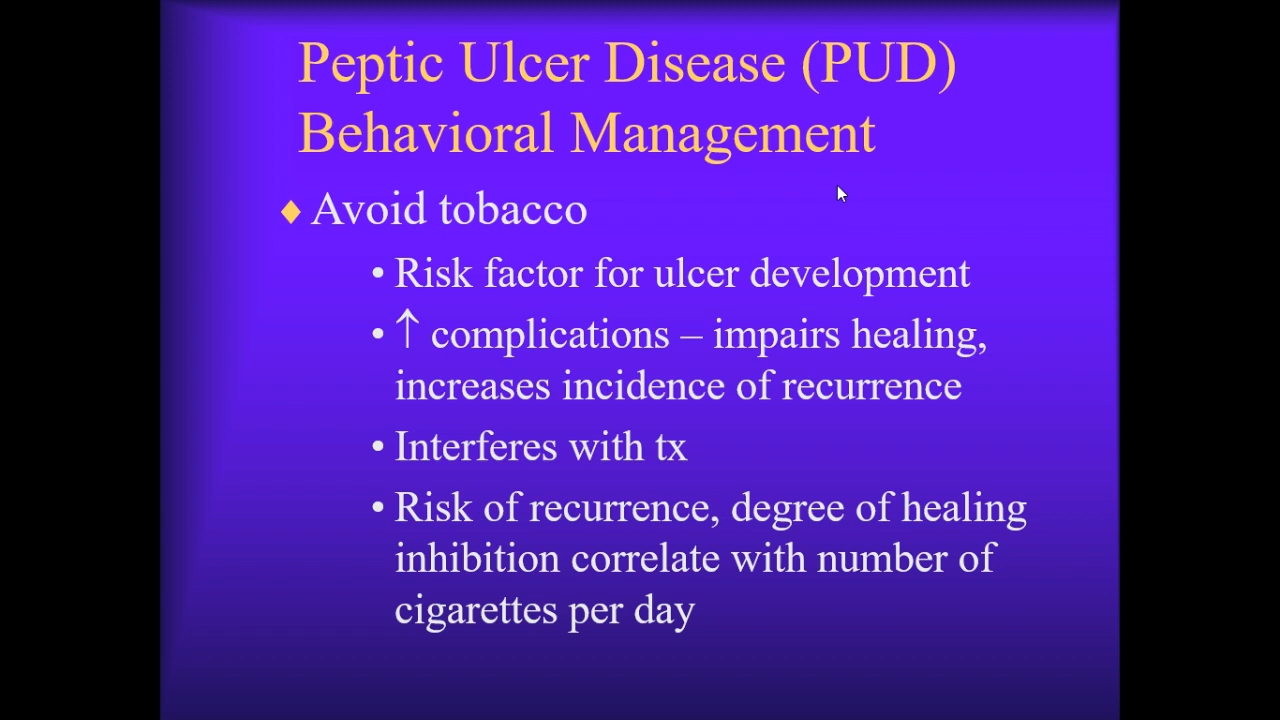 Peptic Ulcer Disease (PUD)
Behavioral Management
♦ Avoid tobacco
• Risk factor for ulcer development
• ↑ complications – impairs healing,
increases incidence of recurrence
• Interferes with tx
• Risk of recurrence, degree of healing
inhibition correlate with number of
cigarettes per day